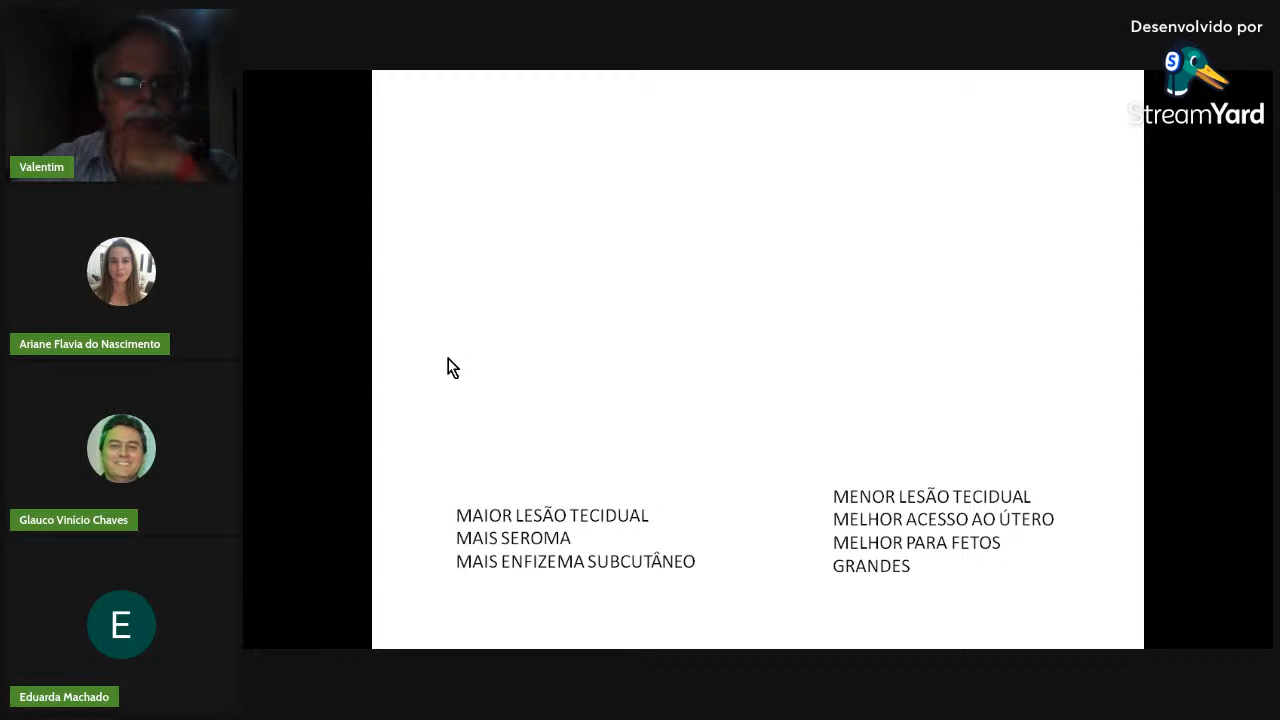 Desenvolvido por
StreamYard
Valentim
Ariane Flavia do Nascimento
Glauco Vinício Chaves
E
Eduarda Machado
MAIOR LESÃO TECIDUAL
MAIS SEROMA
MAIS ENFIZEMA SUBCUTÂNEO
MENOR LESÃO TECIDUAL
MELHOR ACESSO AO ÚTERO
MELHOR PARA FETOS
GRANDES